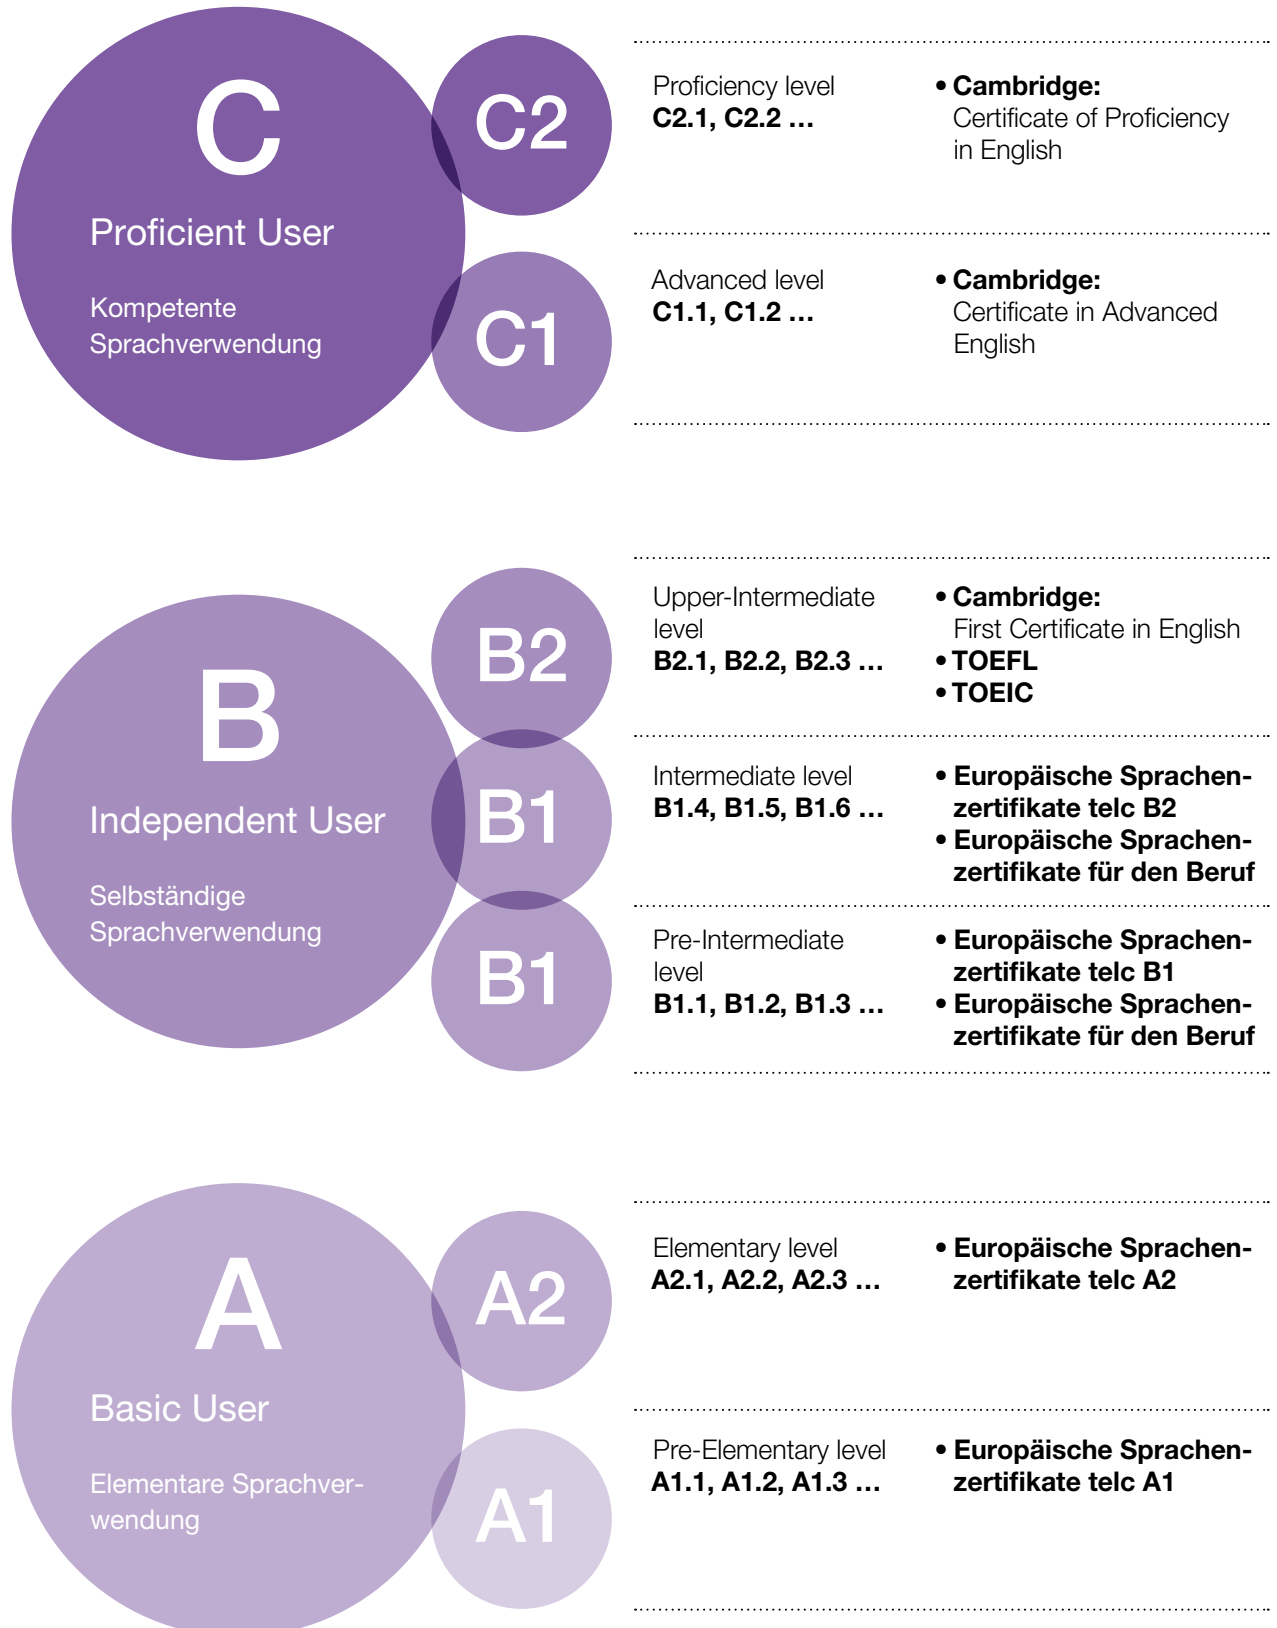 C
Proficient User
Kompetente
Sprachverwendung
C2
Proficiency level
C2.1, C2.2 ...
• Cambridge:
Certificate of Proficiency
in English
C1
Advanced level
C1.1, C1.2 ...
• Cambridge:
Certificate in Advanced
English
B
Independent User
Selbständige
Sprachverwendung
B2
Upper-Intermediate
level
B2.1, B2.2, B2.3 ...
• Cambridge:
First Certificate in English
• TOEFL
• TOEIC
B1
Intermediate level
B1.4, B1.5, B1.6 ...
• Europäische Sprachen-
zertifikate telc B2
• Europäische Sprachen-
zertifikate für den Beruf
B1
Pre-Intermediate
level
B1.1, B1.2, B1.3 ...
• Europäische Sprachen-
zertifikate telc B1
• Europäische Sprachen-
zertifikate für den Beruf
A
Basic User
Elementare Sprachver-
wendung
A2
Elementary level
A2.1, A2.2, A2.3 ...
• Europäische Sprachen-
zertifikate telc A2
A1
Pre-Elementary level
A1.1, A1.2, A1.3 ...
• Europäische Sprachen-
zertifikate telc A1